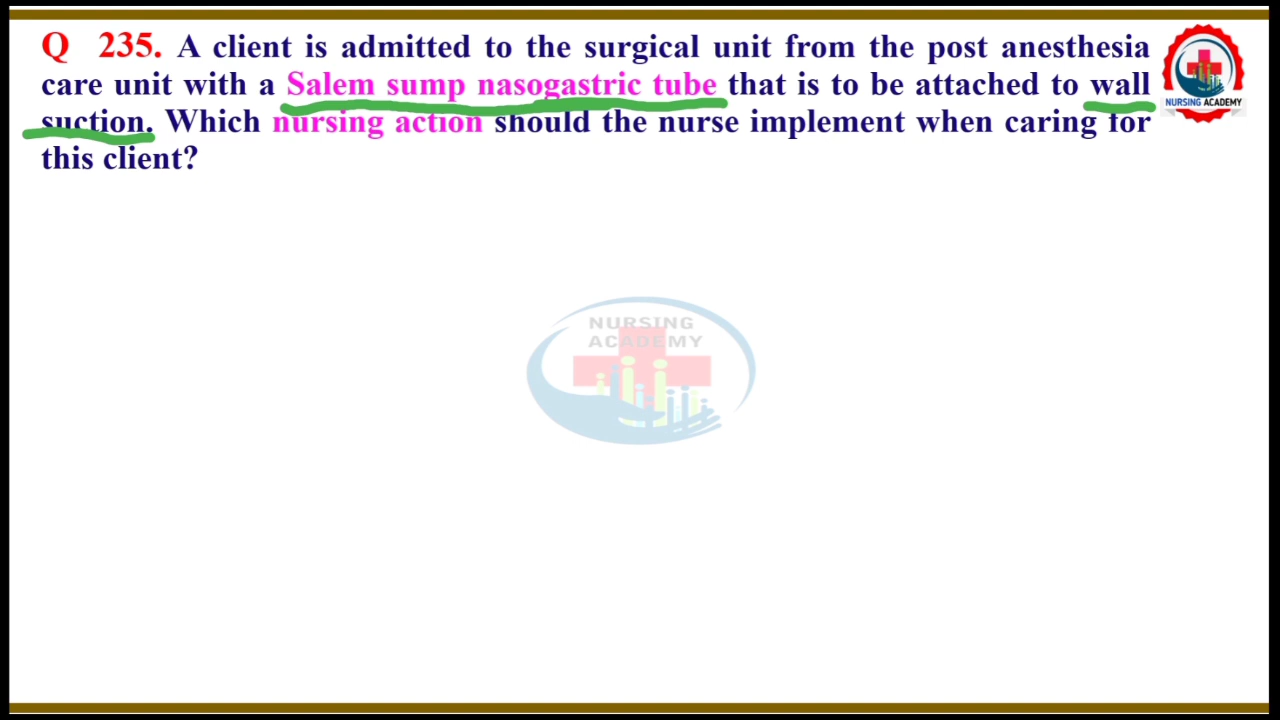 Q 235. A client is admitted to the surgical unit from the post anesthesia
care unit with a Salem sump nasogastric tube that is to be attached to wall
suction. Which nursing action should the nurse implement when caring for
this client?
NURSING ACADEMY
NURSING
ACADEMY